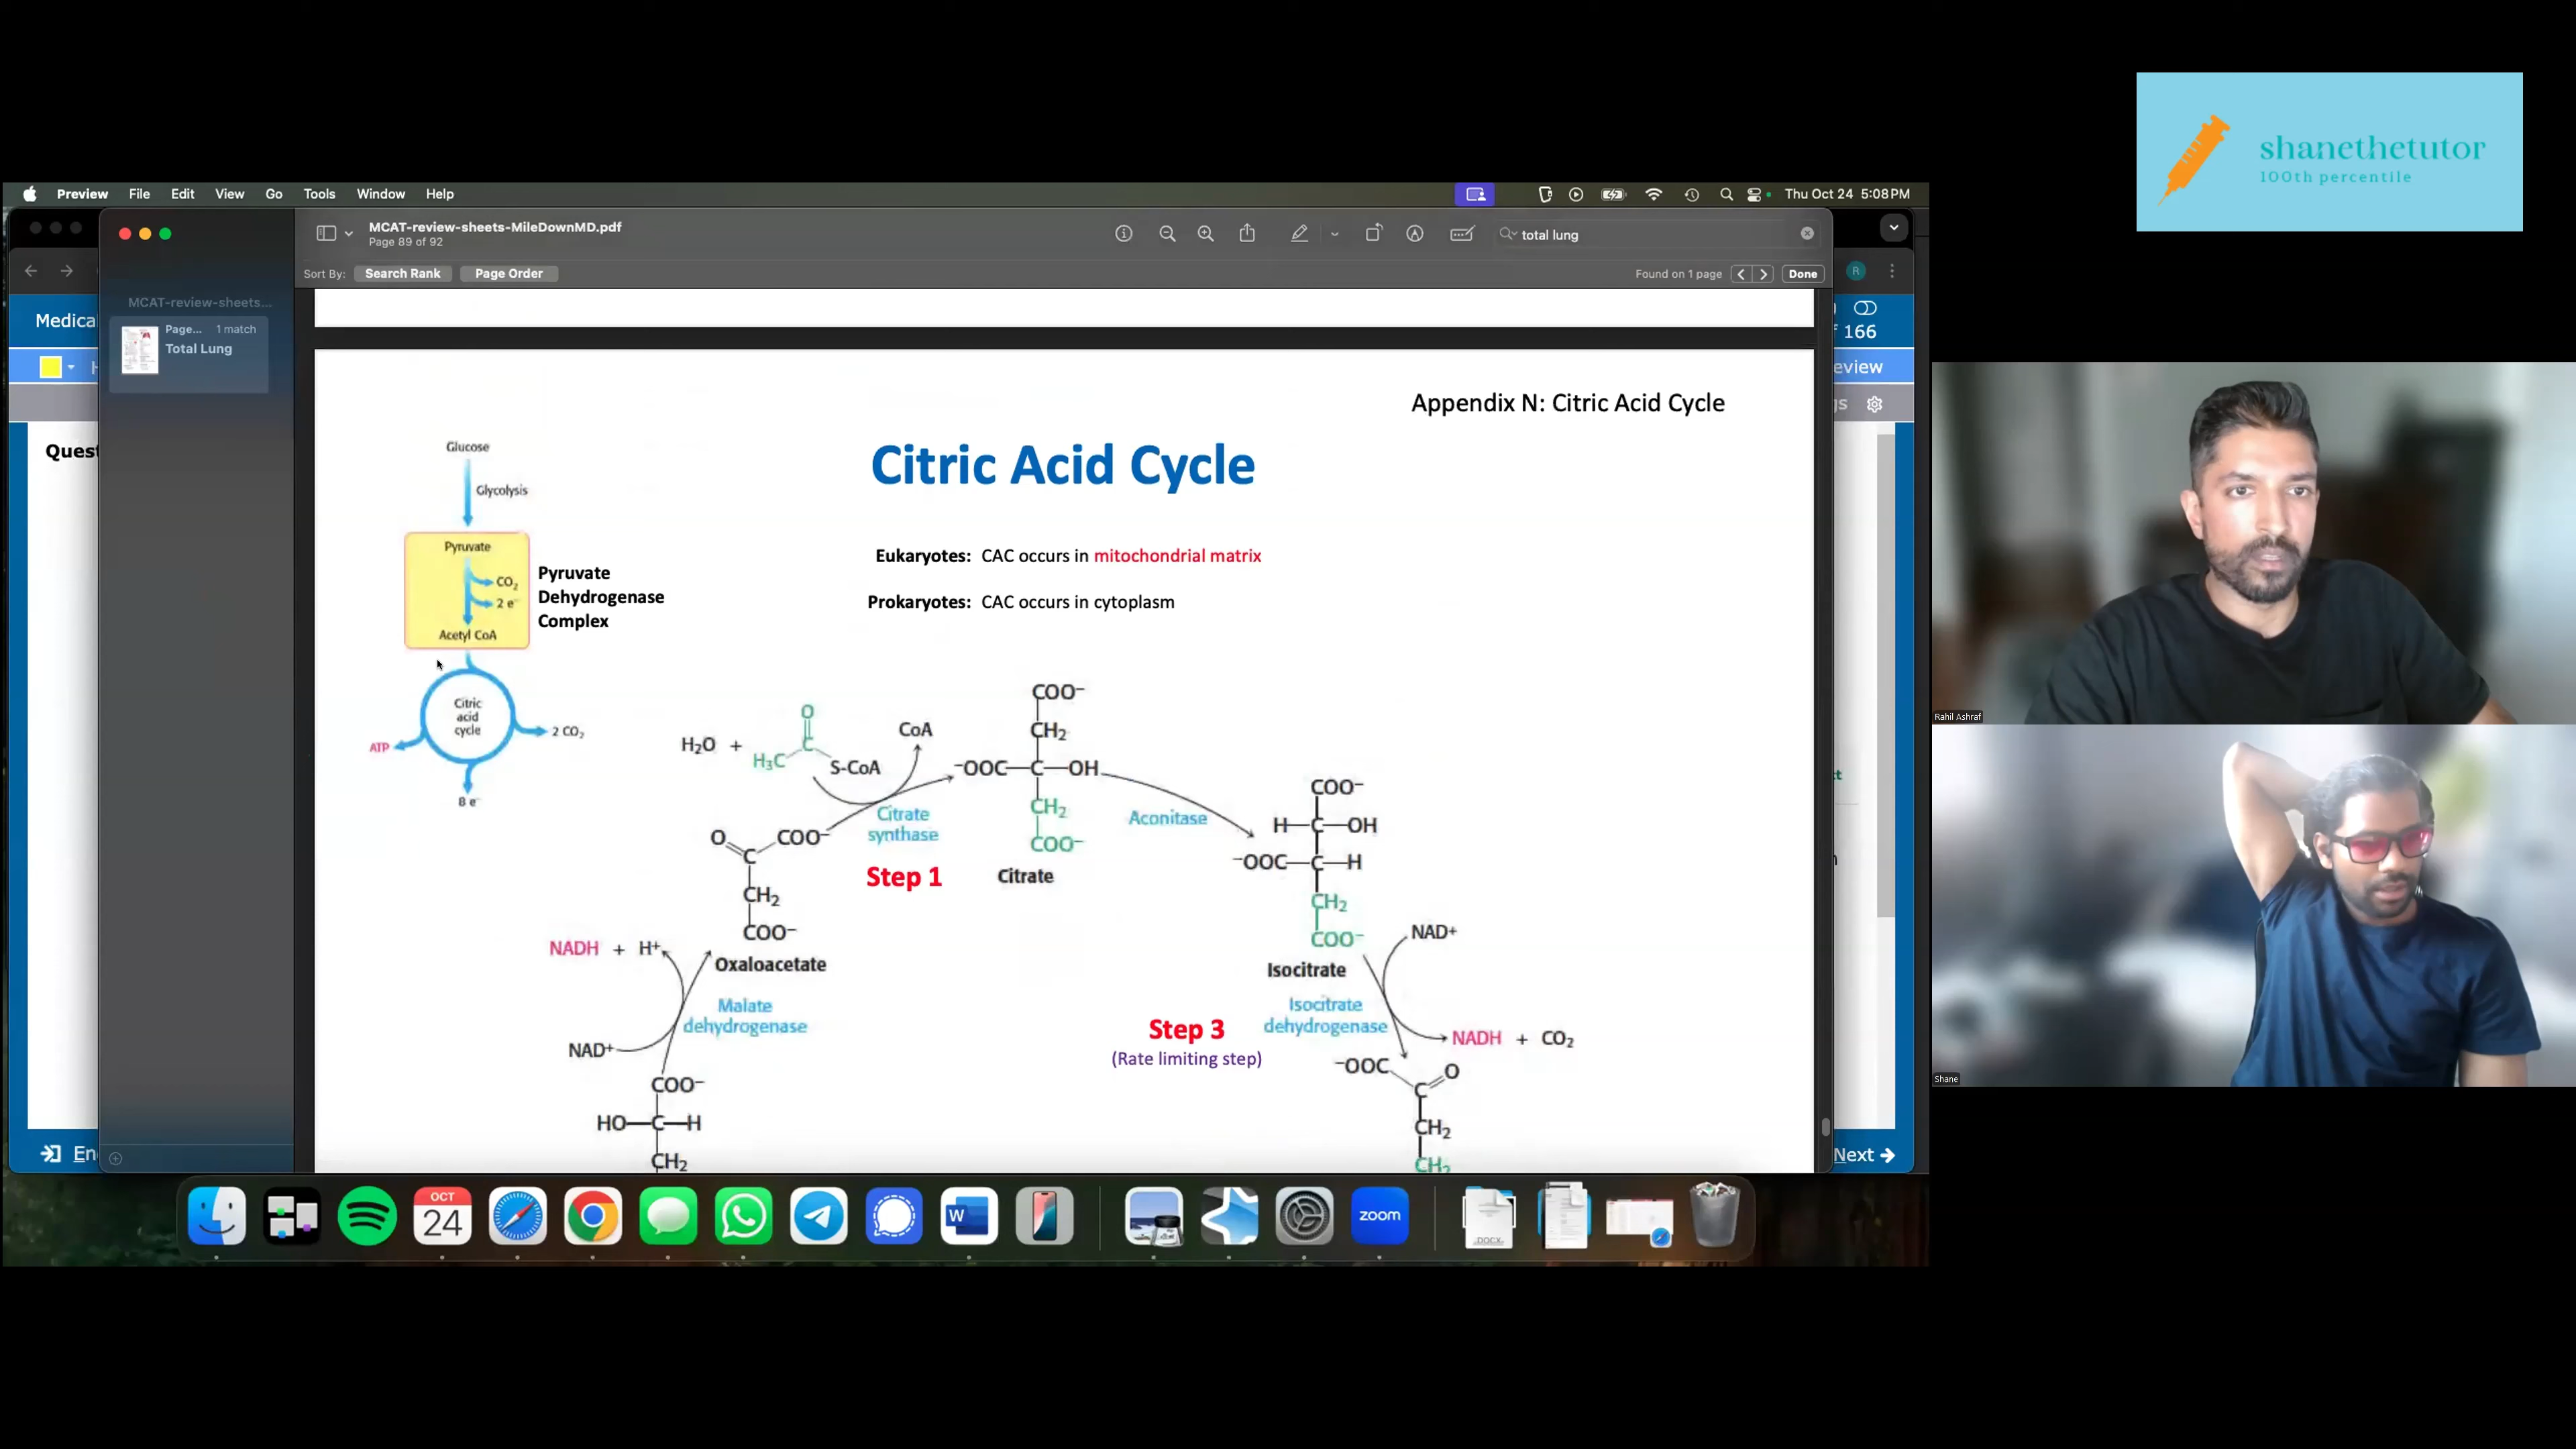 shanethetutor
100th percentile
Preview File Edit View Go Tools Window Help
Thu Oct 24 5:08 PM
MCAT-review-sheets-MileDownMD.pdf
Page 89 of 92
total lung
Sort By: Search Rank Page Order
Found on 1 page
Done
R
MCAT-review-sheets...
Page... 1 match
Total Lung
Medica
166
eview
gs
Quest
Appendix N: Citric Acid Cycle
Citric Acid Cycle
Glucose
Glycolysis
Pyruvate
CO₂
2 e⁻
Acetyl CoA
Pyruvate
Dehydrogenase
Complex
Citric
acid
cycle
ATP
2 CO₂
8 e⁻
Eukaryotes: CAC occurs in mitochondrial matrix
Prokaryotes: CAC occurs in cytoplasm
H₂O +
O
C
H₃C
S-CoA
CoA
Citrate
synthase
Step 1
COO⁻
CH₂
⁻OOC—C—OH
CH₂
COO⁻
Citrate
Aconitase
COO⁻
H—C—OH
⁻OOC—C—H
CH₂
COO⁻
Isocitrate
Isocitrate
dehydrogenase
NAD+
NADH + CO₂
Step 3
(Rate limiting step)
⁻OOC
O
C
CH₂
CH₂
O
COO⁻
C
CH₂
COO⁻
Oxaloacetate
NADH + H⁺
Malate
dehydrogenase
NAD+
COO⁻
HO—C—H
CH₂
En
Next
Rahil Ashraf
Shane
OCT
24
W
zoom
.DOCX